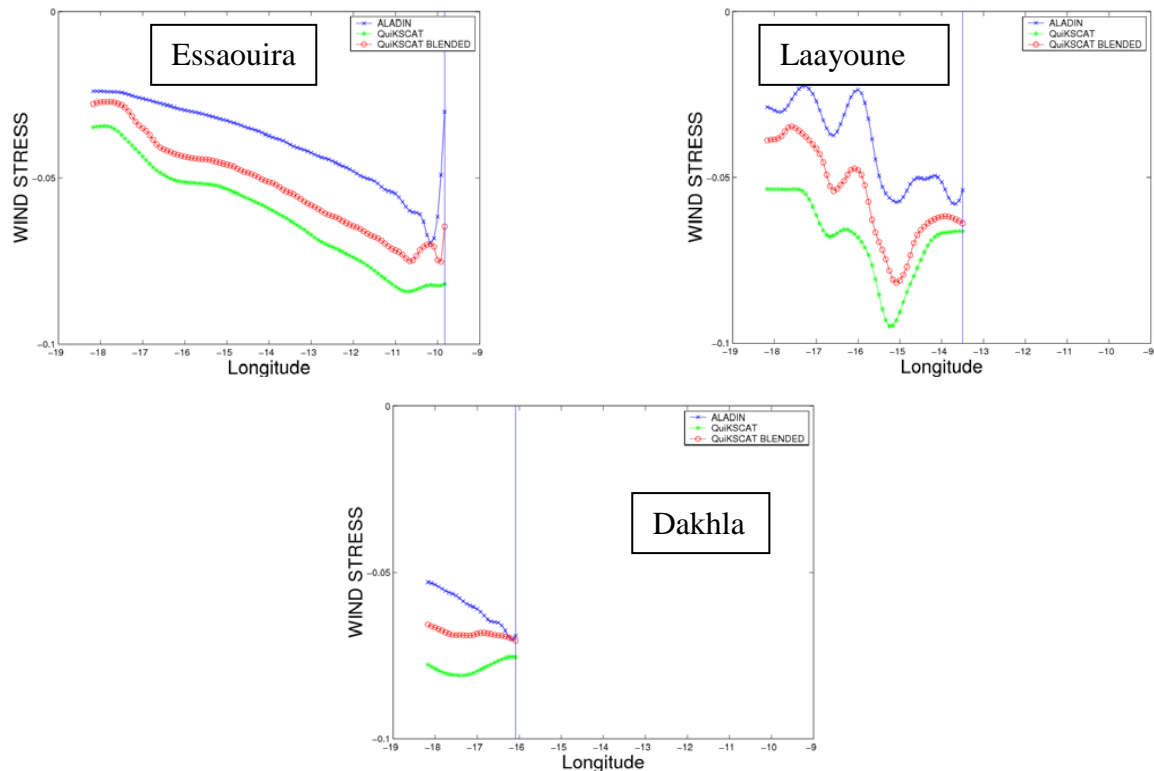 Essaouira
ALADIN
QuiKSCAT
QuiKSCAT BLENDED
0
-0.05
-0.1
WIND STRESS
-19 -18 -17 -16 -15 -14 -13 -12 -11 -10 -9
Longitude
Laayoune
ALADIN
QuiKSCAT
QuiKSCAT BLENDED
0
-0.05
-0.1
WIND STRESS
-19 -18 -17 -16 -15 -14 -13 -12 -11 -10 -9
Longitude
Dakhla
ALADIN
QuiKSCAT
QuiKSCAT BLENDED
0
-0.05
-0.1
WIND STRESS
-19 -18 -17 -16 -15 -14 -13 -12 -11 -10 -9
Longitude